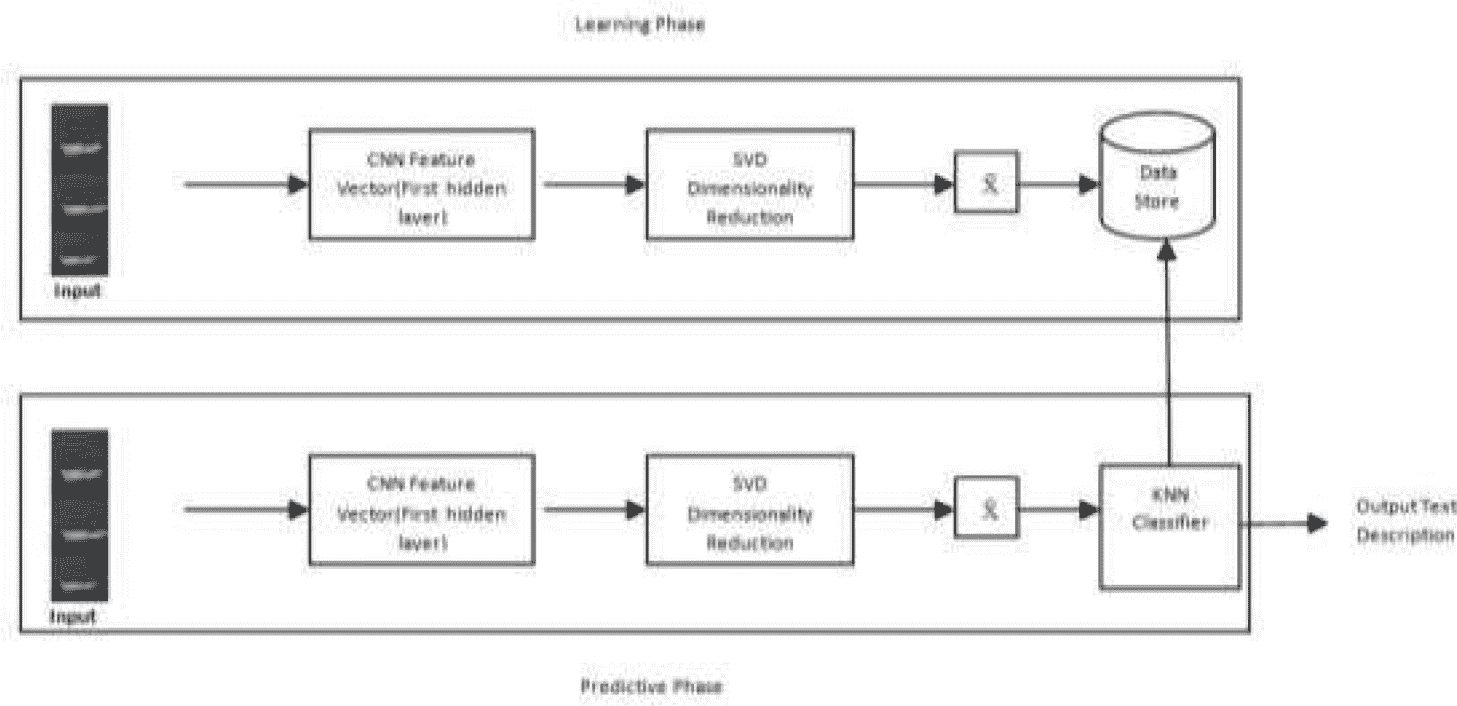 Learning Phase
CNN Feature
Vector(First hidden
layer)
SVD
Dimensionality
Reduction
x̂
Data
Store
Input
CNN Feature
Vector(First hidden
layer)
SVD
Dimensionality
Reduction
x̂
KNN
Classifier
Output Text
Description
Input
Predictive Phase